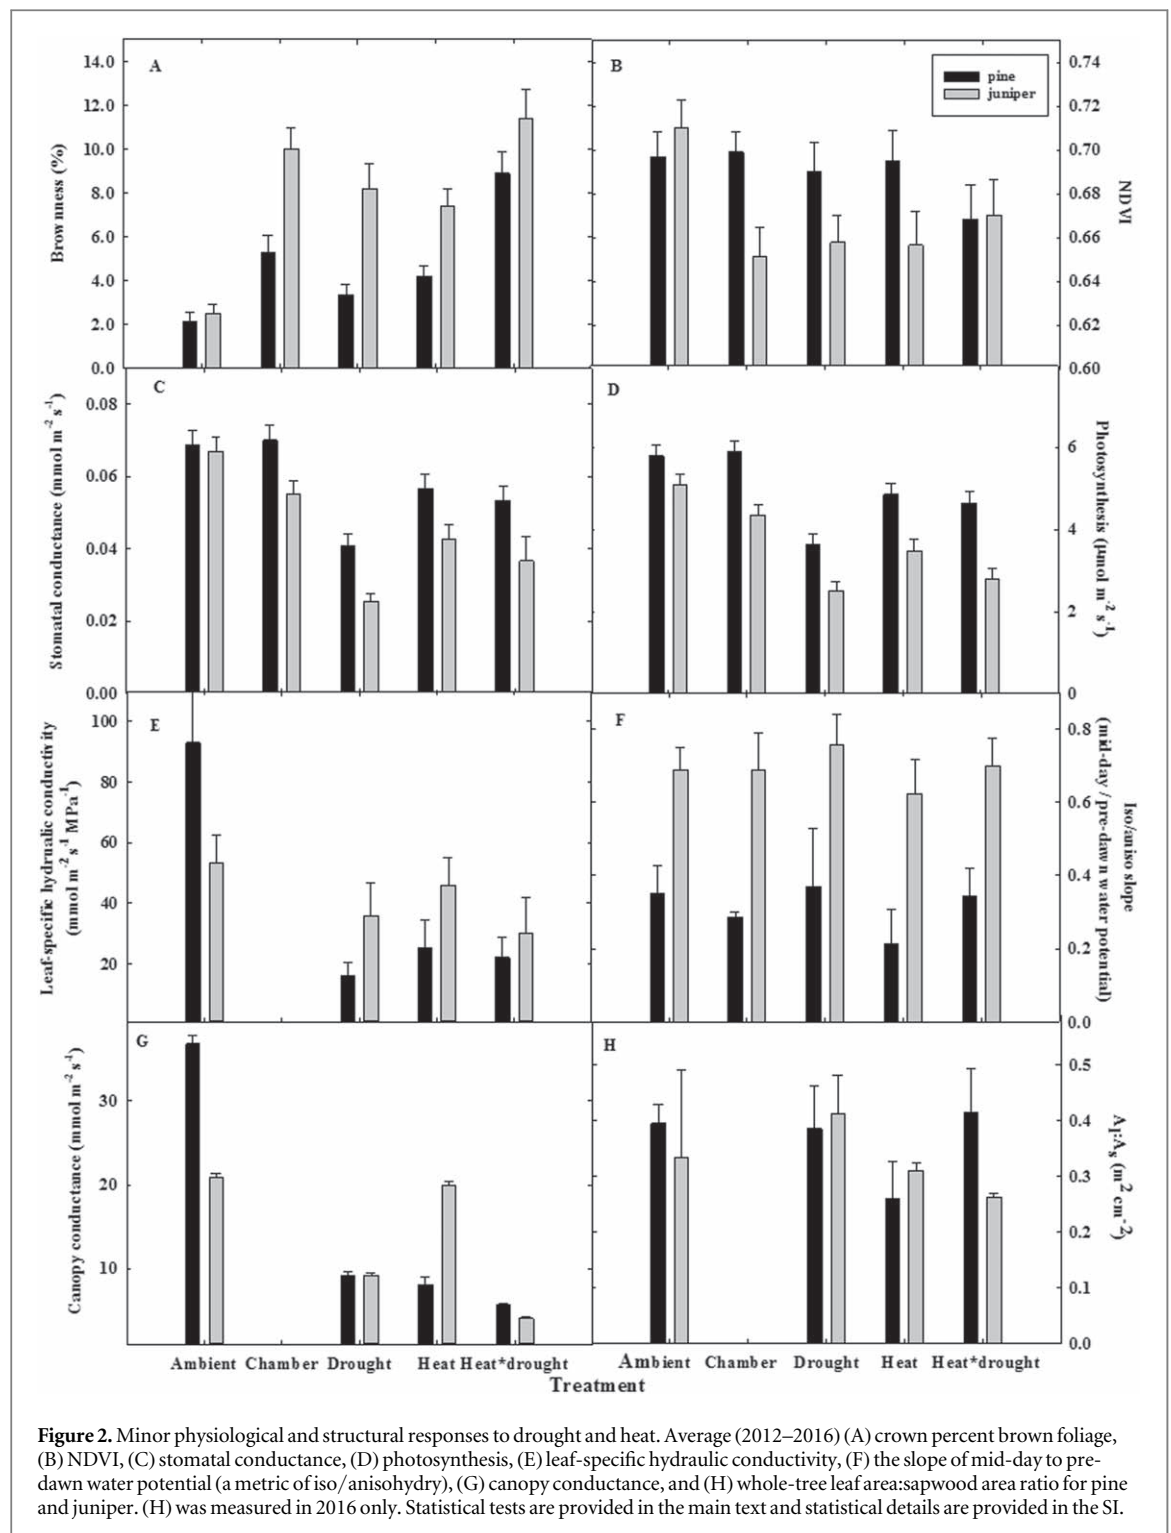 A
B
pine
juniper
14.0
12.0
10.0
8.0
6.0
4.0
2.0
0.0
Brownness (%)
0.74
0.72
0.70
0.68
0.66
0.64
0.62
0.60
NDVI
C
D
0.08
0.06
0.04
0.02
0.00
Stomatal conductance (mmol m⁻² s⁻¹)
6
4
2
0
Photosynthesis (μmol m⁻² s⁻¹)
E
F
100
80
60
40
20
Leaf-specific hydrualic conductivity
(mmol m⁻² s⁻¹ MPa⁻¹)
0.8
0.6
0.4
0.2
0.0
Iso/aniso slope
(mid-day / pre-dawn water potential)
G
H
30
20
10
Canopy conductance (mmol m⁻² s⁻¹)
0.5
0.4
0.3
0.2
0.1
0.0
A₁:Aₛ (m² cm⁻²)
Ambient Chamber Drought Heat Heat*drought
Ambient Chamber Drought Heat Heat*drought
Treatment
Figure 2. Minor physiological and structural responses to drought and heat. Average (2012–2016) (A) crown percent brown foliage,
(B) NDVI, (C) stomatal conductance, (D) photosynthesis, (E) leaf-specific hydraulic conductivity, (F) the slope of mid-day to pre-
dawn water potential (a metric of iso/anisohydry), (G) canopy conductance, and (H) whole-tree leaf area:sapwood area ratio for pine
and juniper. (H) was measured in 2016 only. Statistical tests are provided in the main text and statistical details are provided in the SI.